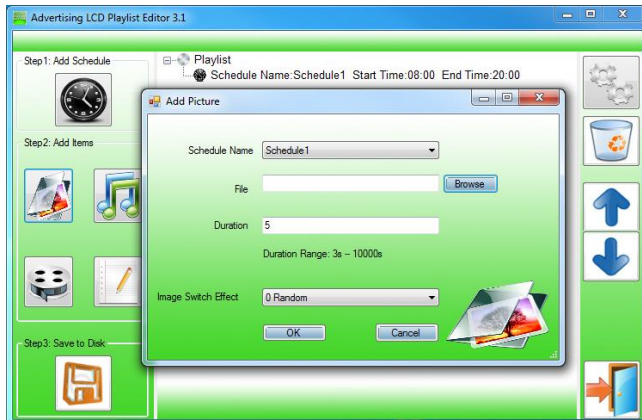 Advertising LCD Playlist Editor 3.1
Step1: Add Schedule
Playlist
Schedule Name:Schedule1 Start Time:08:00 End Time:20:00
Add Picture
Step2: Add Items
Schedule Name Schedule1
File Browse
Duration 5
Duration Range: 3s -- 10000s
Image Switch Effect 0 Random
OK Cancel
Step3: Save to Disk